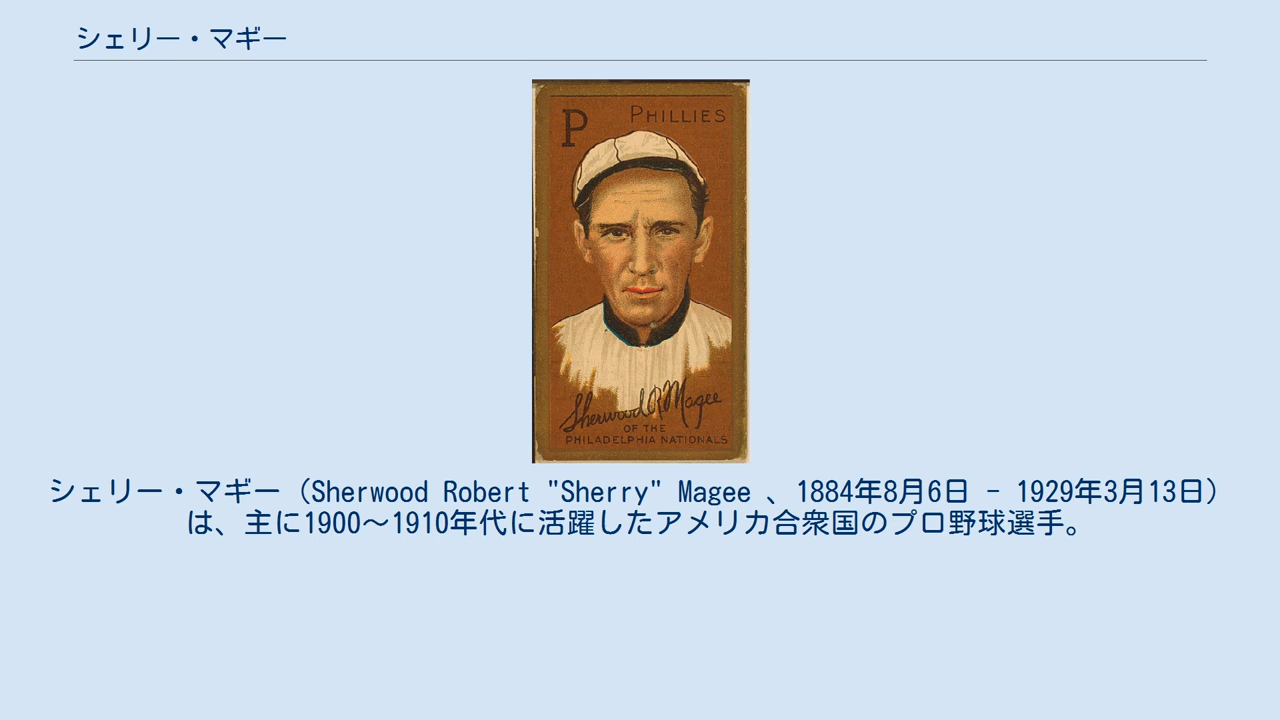 シェリー・マギー
P PHILLIES
Sherwood R Magee
OF THE
PHILADELPHIA NATIONALS
シェリー・マギー（Sherwood Robert "Sherry" Magee 、1884年8月6日 - 1929年3月13日）
は、主に1900〜1910年代に活躍したアメリカ合衆国のプロ野球選手。